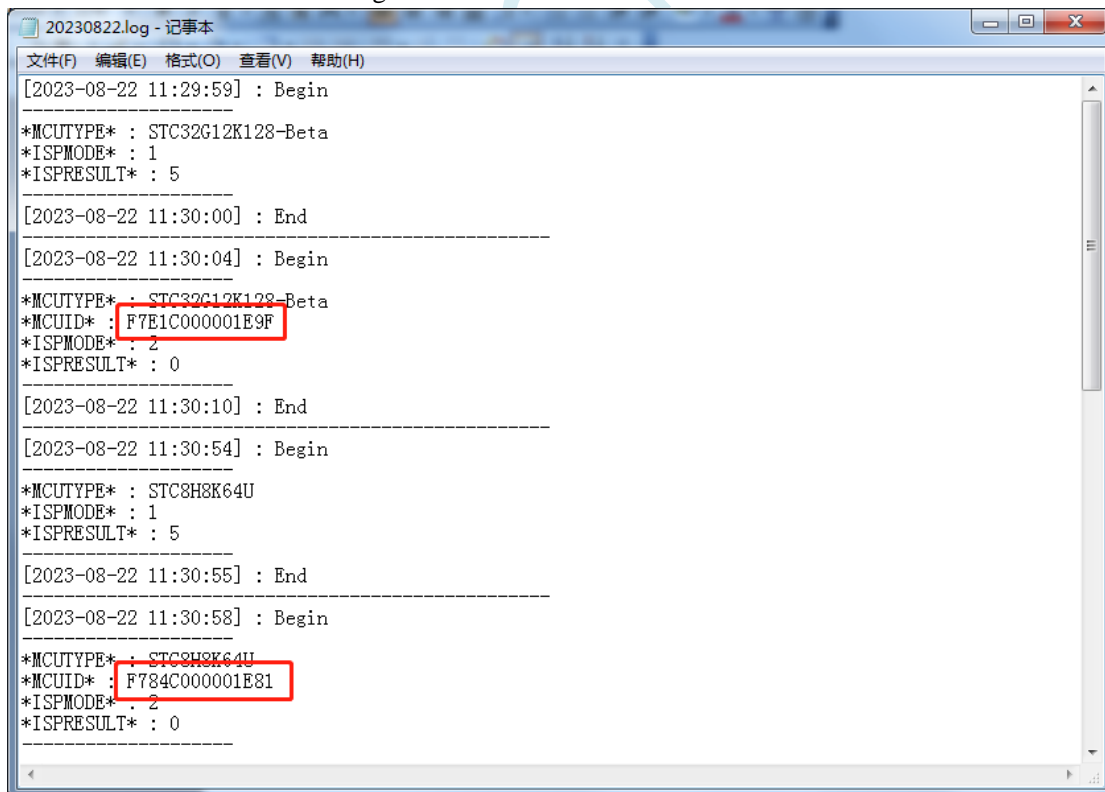 g
20230822.log - 记事本
文件(F) 编辑(E) 格式(O) 查看(V) 帮助(H)
[2023-08-22 11:29:59] : Begin
--------------------
*MCUTYPE* : STC32G12K128-Beta
*ISPMODE* : 1
*ISPRESULT* : 5
--------------------
[2023-08-22 11:30:00] : End
--------------------------------------------------
[2023-08-22 11:30:04] : Begin
--------------------
*MCUTYPE* : STC32G12K128-Beta
*MCUID* : F7E1C000001E9F
*ISPMODE* : 2
*ISPRESULT* : 0
--------------------
[2023-08-22 11:30:10] : End
--------------------------------------------------
[2023-08-22 11:30:54] : Begin
--------------------
*MCUTYPE* : STC8H8K64U
*ISPMODE* : 1
*ISPRESULT* : 5
--------------------
[2023-08-22 11:30:55] : End
--------------------------------------------------
[2023-08-22 11:30:58] : Begin
--------------------
*MCUTYPE* : STC8H8K64U
*MCUID* : F784C000001E81
*ISPMODE* : 2
*ISPRESULT* : 0
--------------------